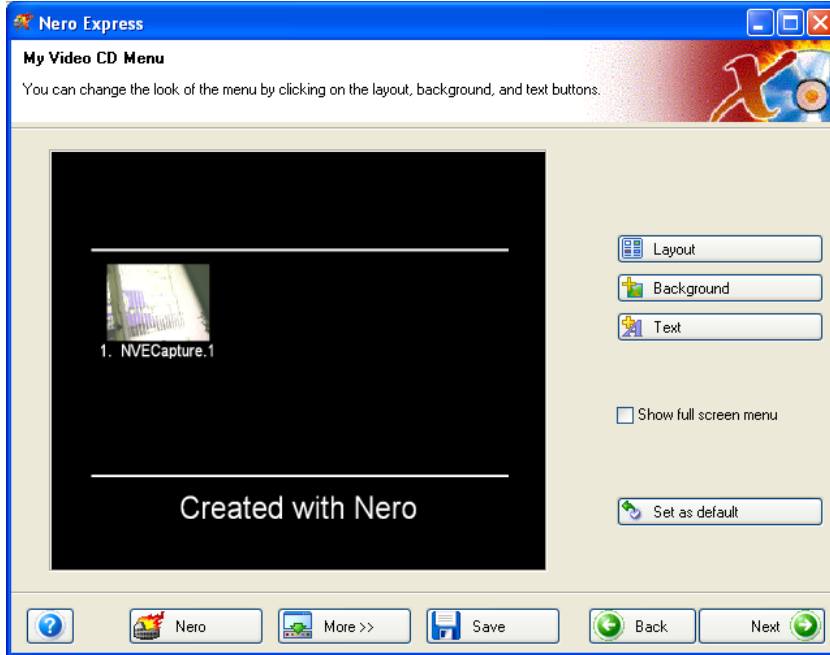 Nero Express
My Video CD Menu
You can change the look of the menu by clicking on the layout, background, and text buttons.
1. NVECapture.1
Created with Nero
Layout
Background
Text
Show full screen menu
Set as default
Nero
More >>
Save
Back
Next